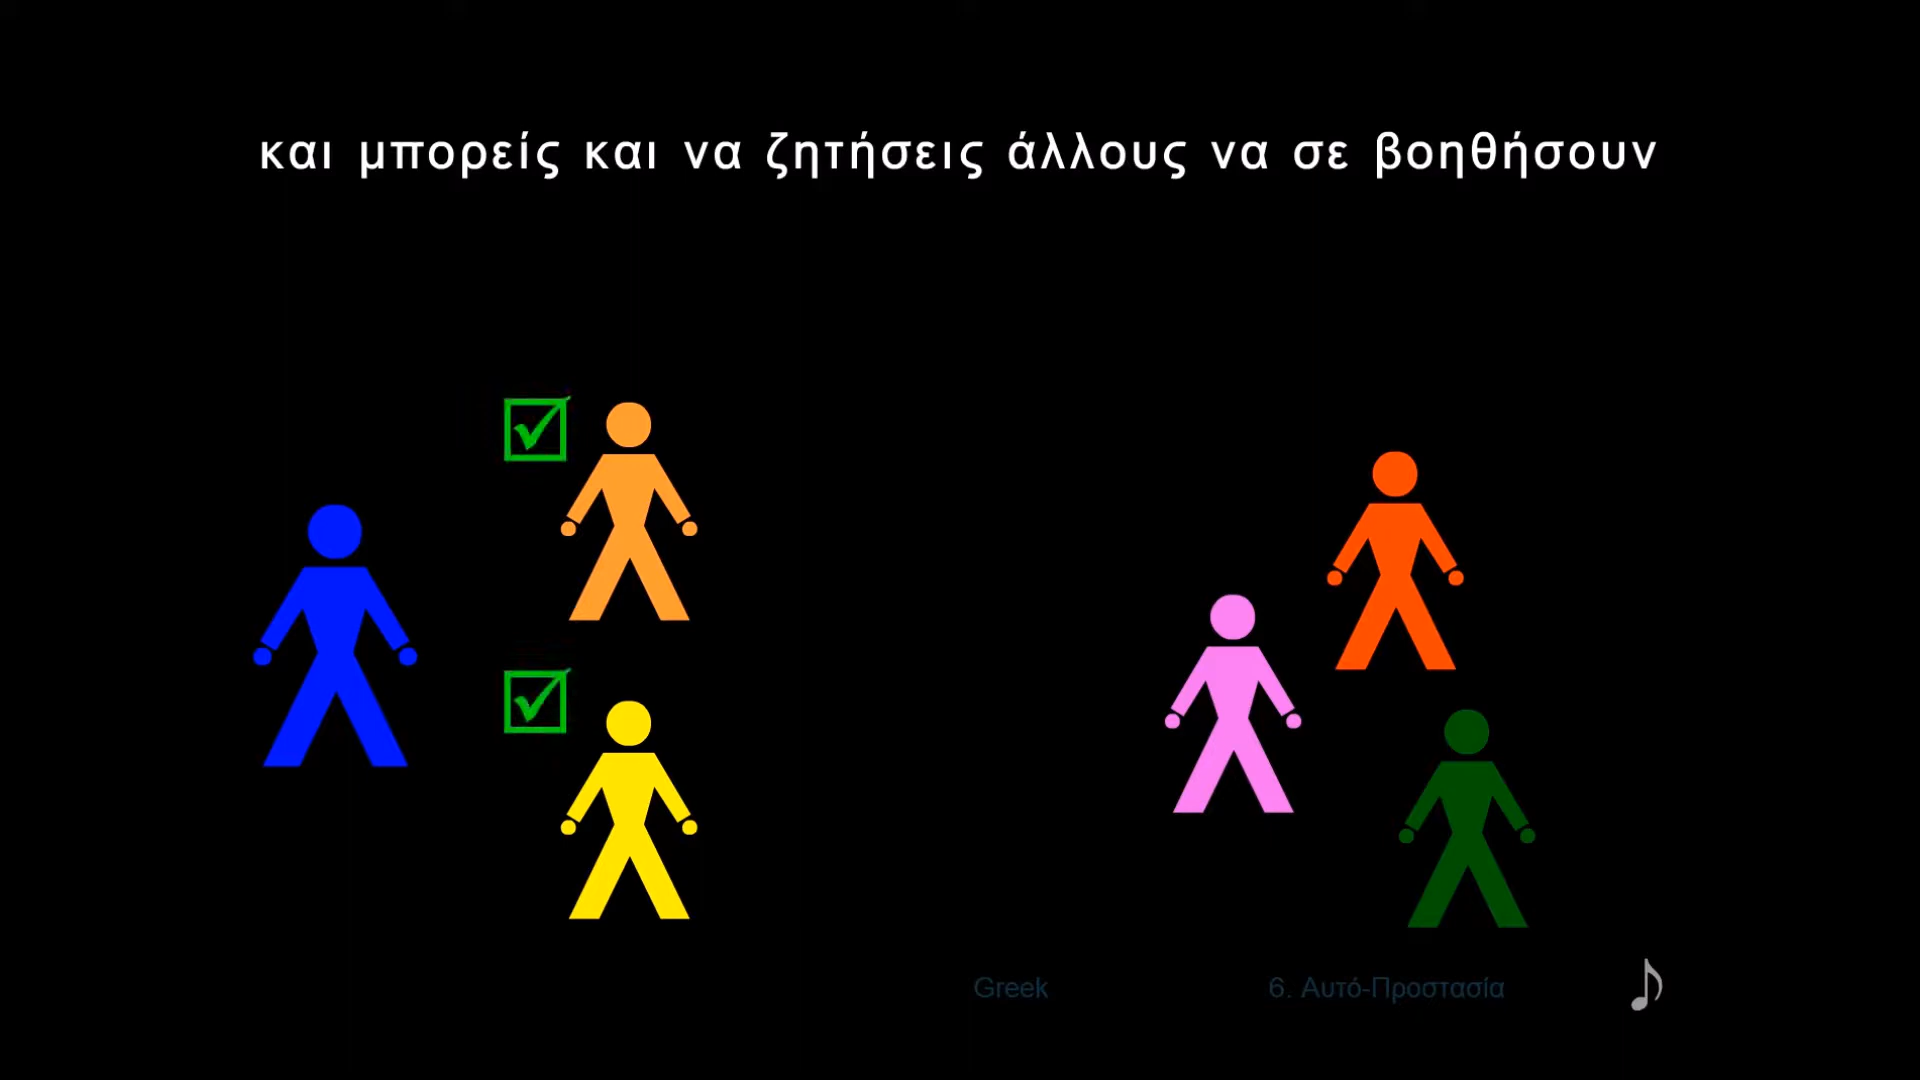 και μπορείς και να ζητήσεις άλλους να σε βοηθήσουν
Greek
6. Αυτό-Προστασία